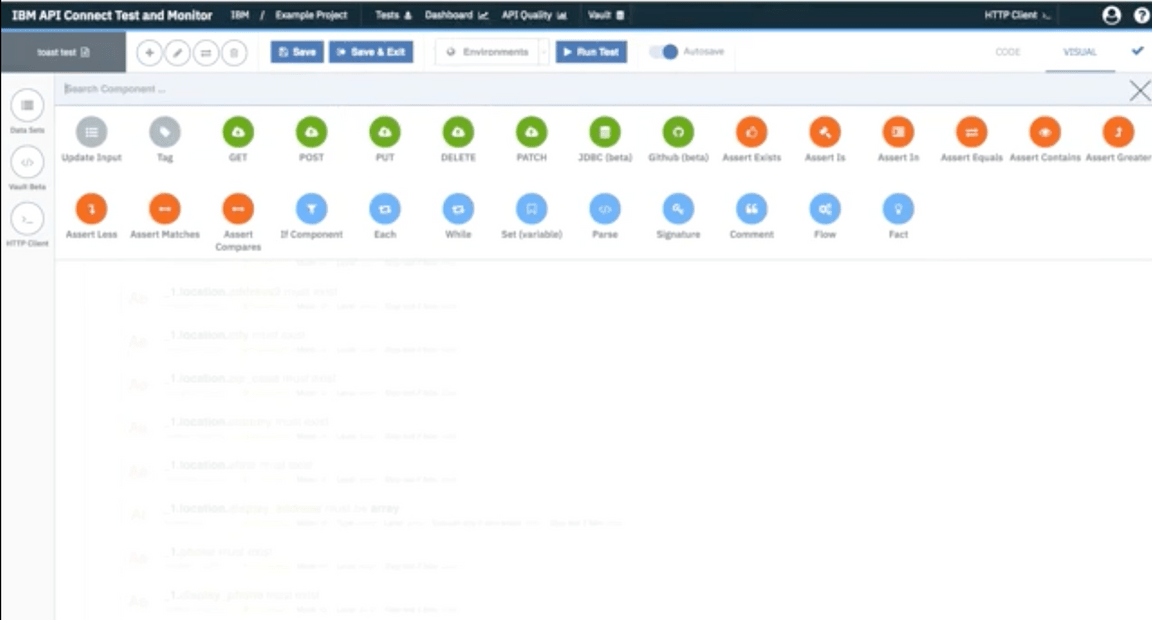 IBM API Connect Test and Monitor IBM / Example Project Tests Dashboard API Quality Vault HTTP Client
toast test Save Save & Exit Environments Run Test Autosave CODE VISUAL
Search Component ...
Data Sets
Vault Beta
HTTP Client
Update Input Tag GET POST PUT DELETE PATCH JDBC (beta) Github (beta) Assert Exists Assert Is Assert In Assert Equals Assert Contains Assert Greater
Assert Less Assert Matches Assert Compares If Component Each While Set (variable) Parse Signature Comment Flow Fact
_1.location.address3 must exist
_1.location.city must exist
_1.location.zip_code must exist
_1.location.country must exist
_1.location.state must exist
_1.location.display_address must be array
_1.phone must exist
_1.display_phone must exist